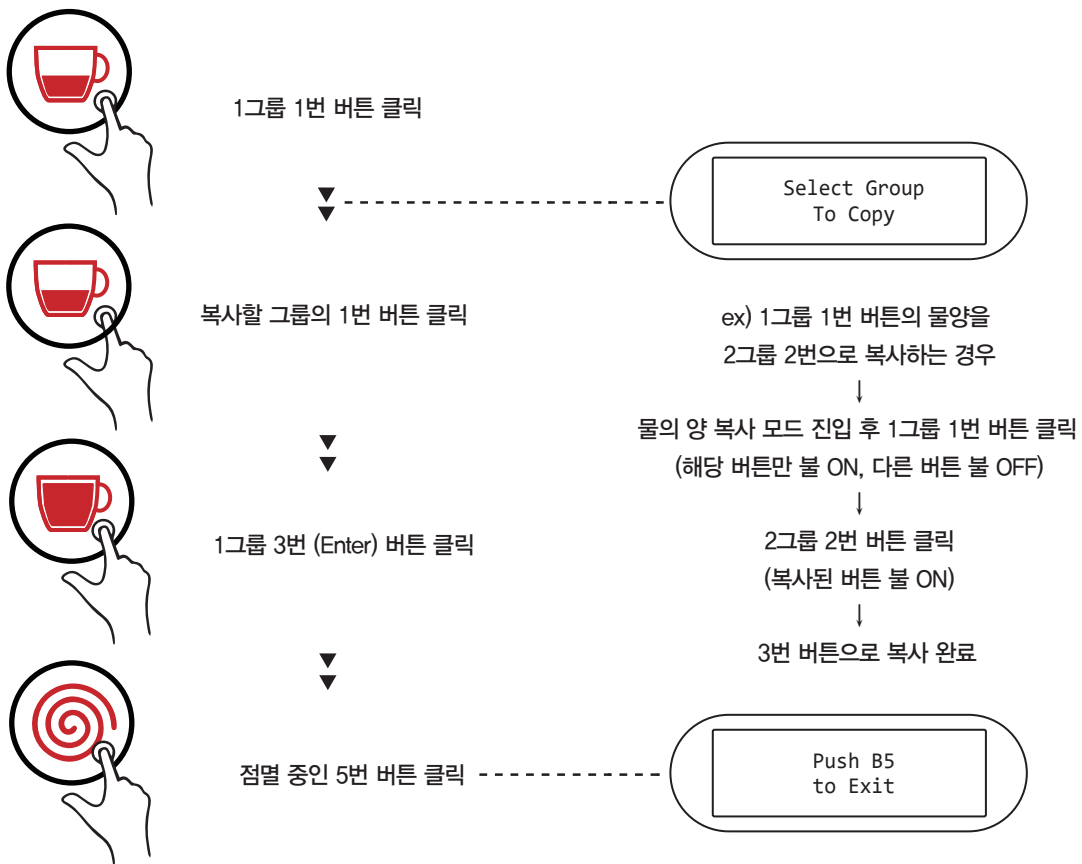 1그룹 1번 버튼 클릭
Select Group
To Copy
복사할 그룹의 1번 버튼 클릭
ex) 1그룹 1번 버튼의 물양을
2그룹 2번으로 복사하는 경우
↓
물의 양 복사 모드 진입 후 1그룹 1번 버튼 클릭
(해당 버튼만 불 ON, 다른 버튼 불 OFF)
↓
2그룹 2번 버튼 클릭
(복사된 버튼 불 ON)
↓
3번 버튼으로 복사 완료
1그룹 3번 (Enter) 버튼 클릭
점멸 중인 5번 버튼 클릭
Push B5
to Exit